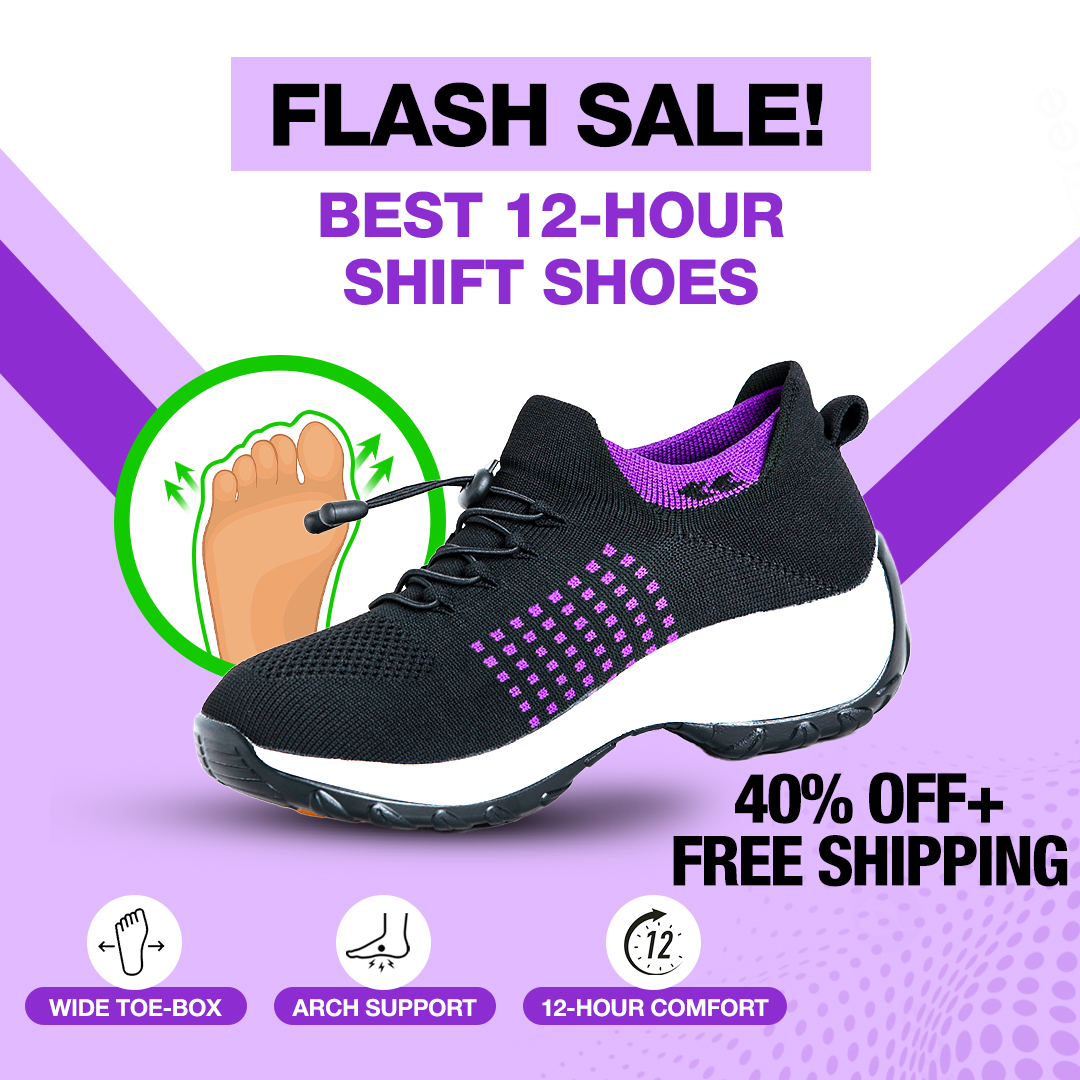 FLASH SALE!
BEST 12-HOUR
SHIFT SHOES
40% OFF+
FREE SHIPPING
12
WIDE TOE-BOX
ARCH SUPPORT
12-HOUR COMFORT